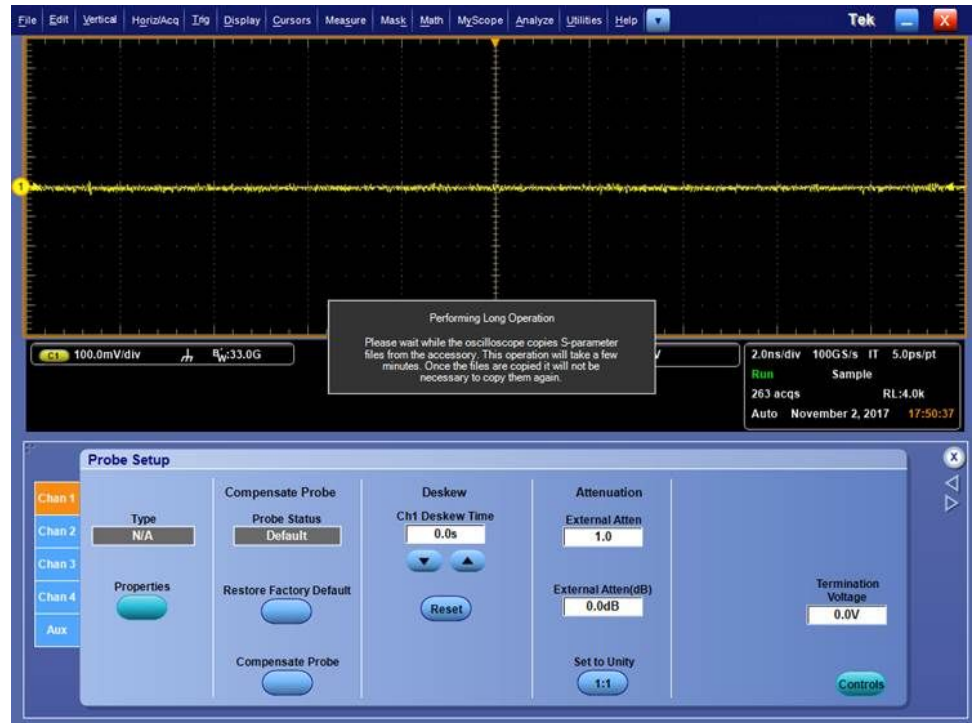 File Edit Vertical Horiz/Acq Trig Display Cursors Measure Mask Math MyScope Analyze Utilities Help Tek X
1
Performing Long Operation
Please wait while the oscilloscope copies S-parameter
files from the accessory. This operation will take a few
minutes. Once the files are copied it will not be
necessary to copy them again.
C1 100.0mV/div BW:33.0G
V
2.0ns/div 100GS/s IT 5.0ps/pt
Run Sample
263 acqs RL:4.0k
Auto November 2, 2017 17:50:37
Probe Setup
X
Chan 1
Chan 2
Chan 3
Chan 4
Aux
Type
N/A
Properties
Compensate Probe
Probe Status
Default
Restore Factory Default
Compensate Probe
Deskew
Ch1 Deskew Time
0.0s
Reset
Attenuation
External Atten
1.0
External Atten(dB)
0.0dB
Set to Unity
1:1
Termination
Voltage
0.0V
Controls